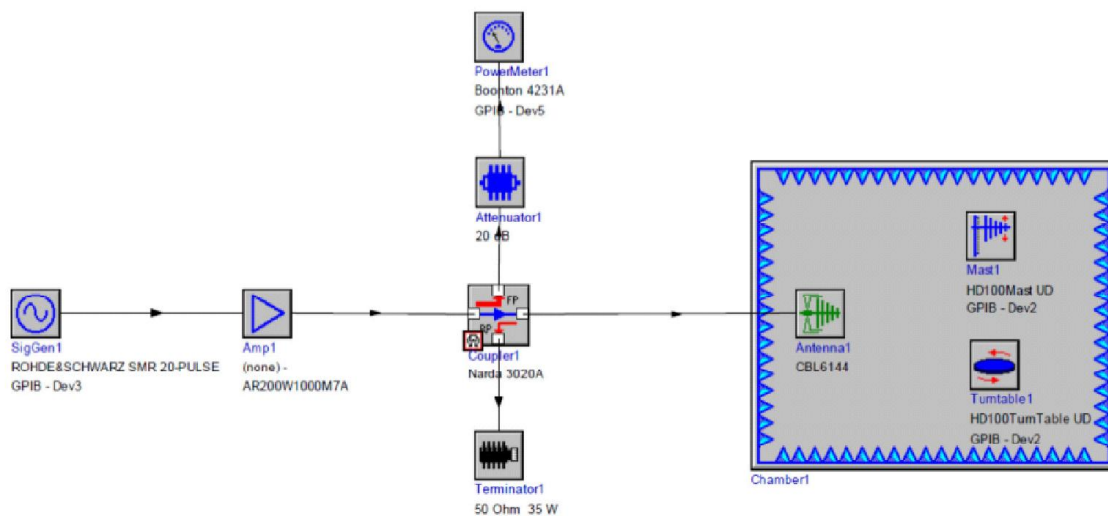 PowerMeter1
Boonton 4231A
GPIB - Dev5
Attenuator1
20 dB
SigGen1
ROHDE&SCHWARZ SMR 20-PULSE
GPIB - Dev3
Amp1
(none) -
AR200W1000M7A
FP
RP
Coupler1
Narda 3020A
Terminator1
50 Ohm 35 W
Antenna1
CBL6144
Mast1
HD100Mast UD
GPIB - Dev2
Turntable1
HD100TurnTable UD
GPIB - Dev2
Chamber1